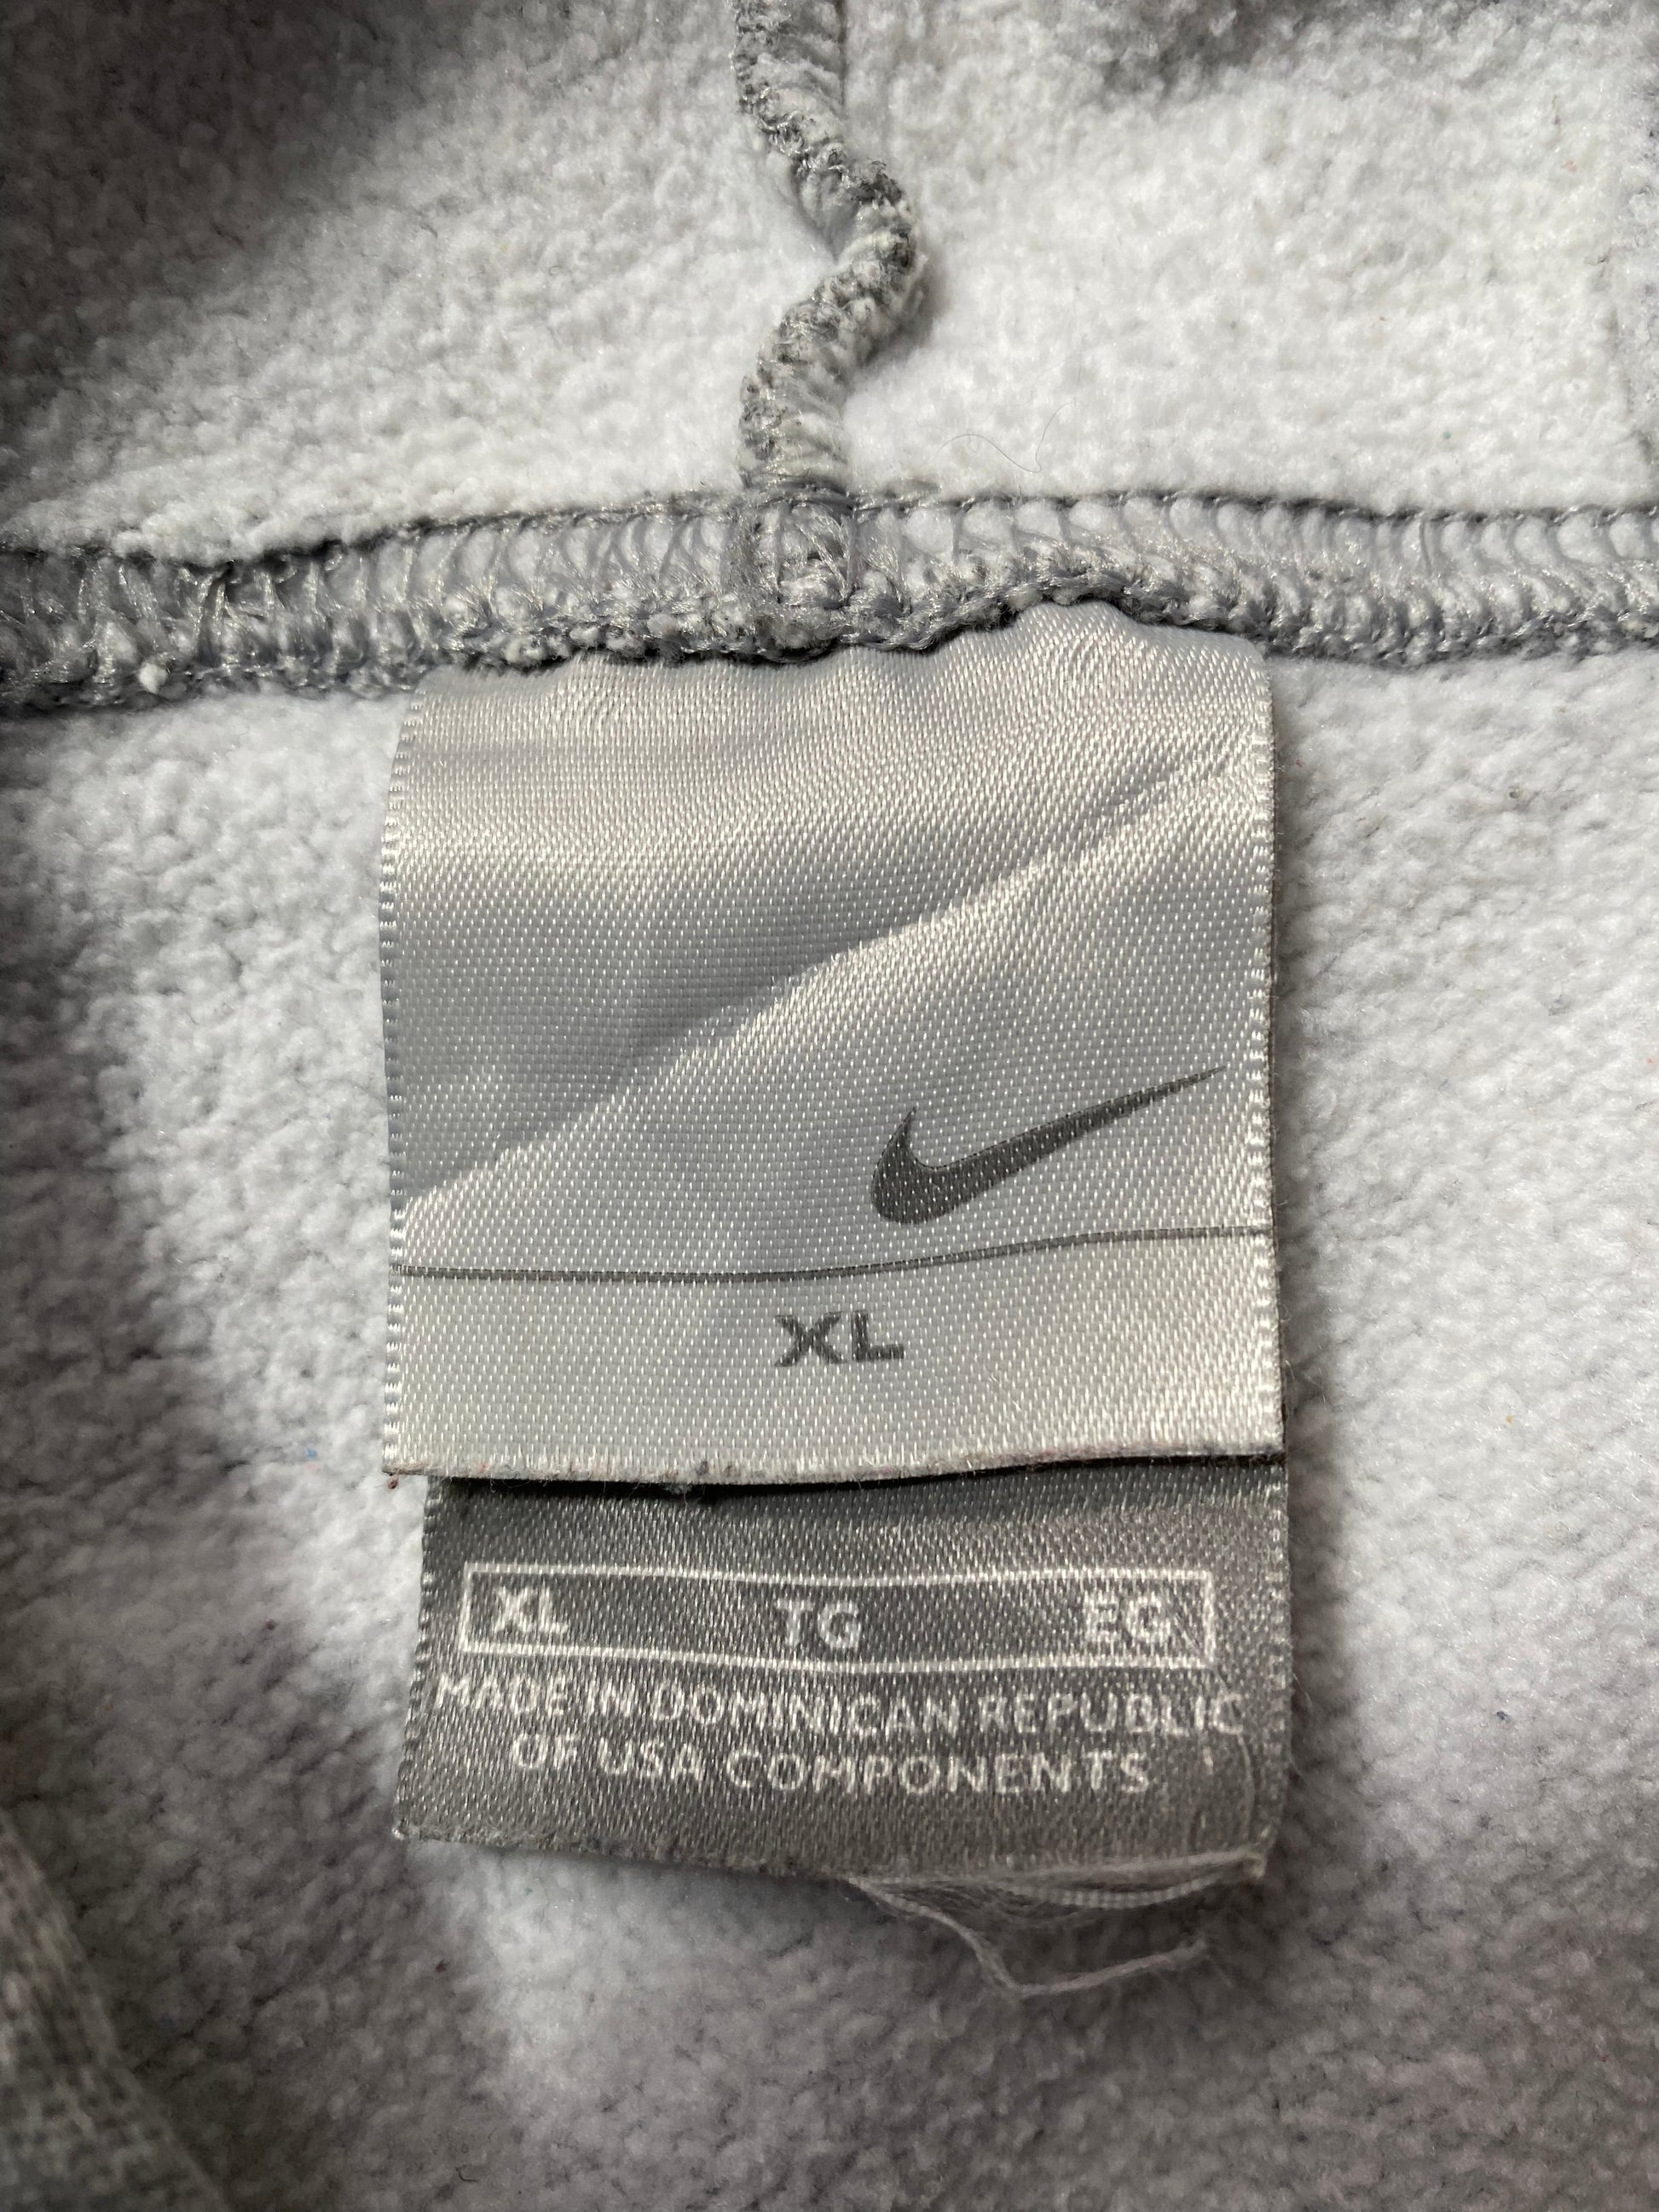 XL
XL TG EG
MADE IN DOMINICAN REPUBLIC
OF USA COMPONENTS